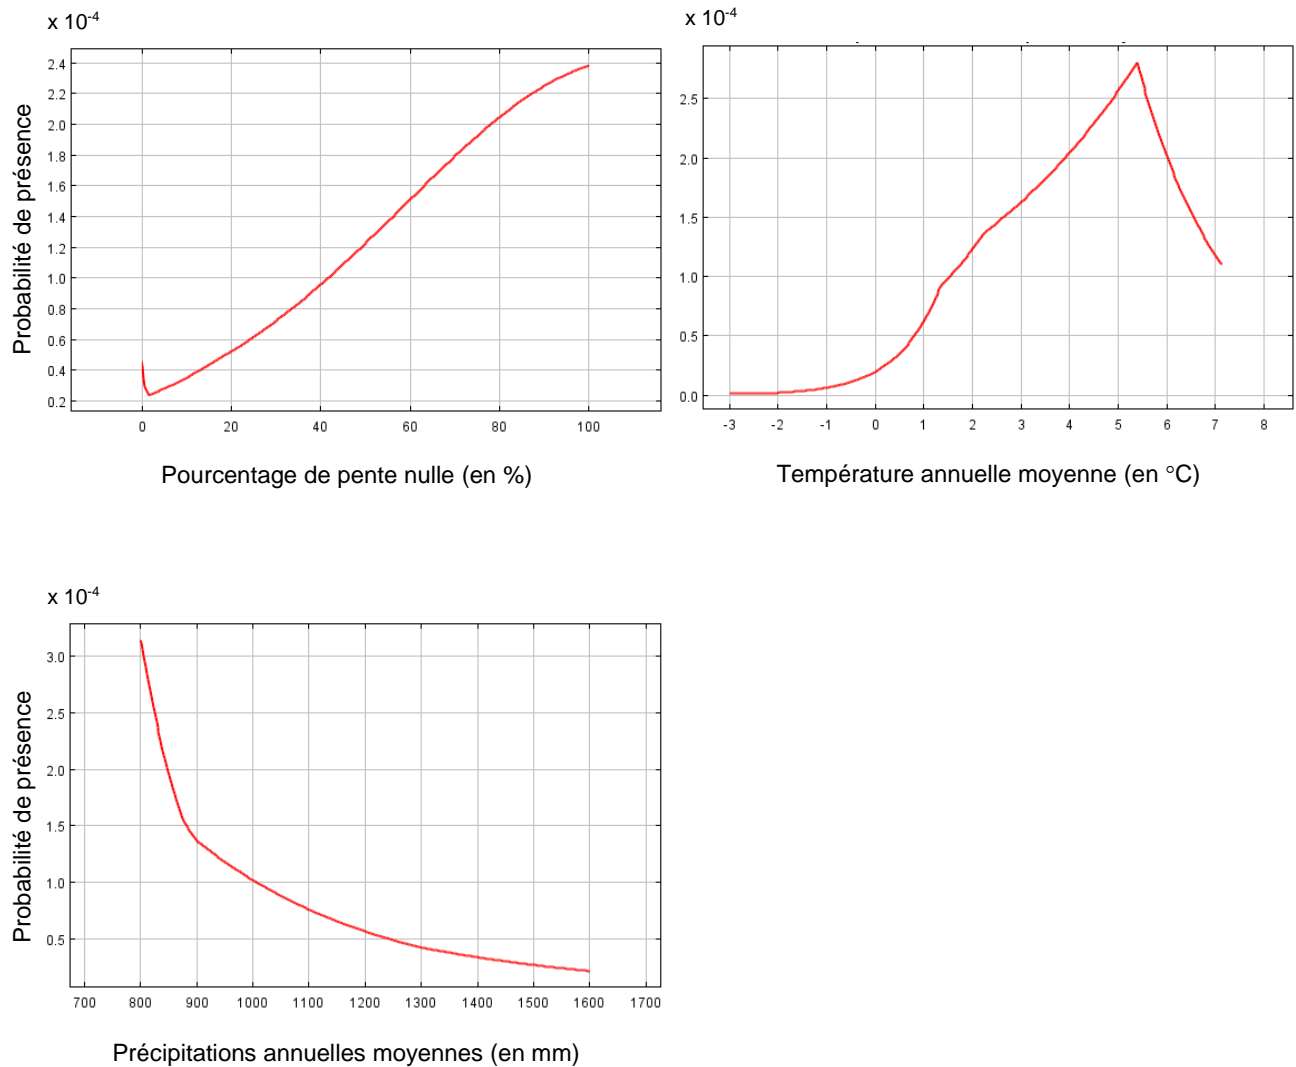 x 10-4
2.4
2.2
2.0
1.8
1.6
1.4
1.2
1.0
0.8
0.6
0.4
0.2
0 20 40 60 80 100
Probabilité de présence
Pourcentage de pente nulle (en %)
x 10-4
2.5
2.0
1.5
1.0
0.5
0.0
-3 -2 -1 0 1 2 3 4 5 6 7 8
Température annuelle moyenne (en °C)
x 10-4
3.0
2.5
2.0
1.5
1.0
0.5
700 800 900 1000 1100 1200 1300 1400 1500 1600 1700
Probabilité de présence
Précipitations annuelles moyennes (en mm)